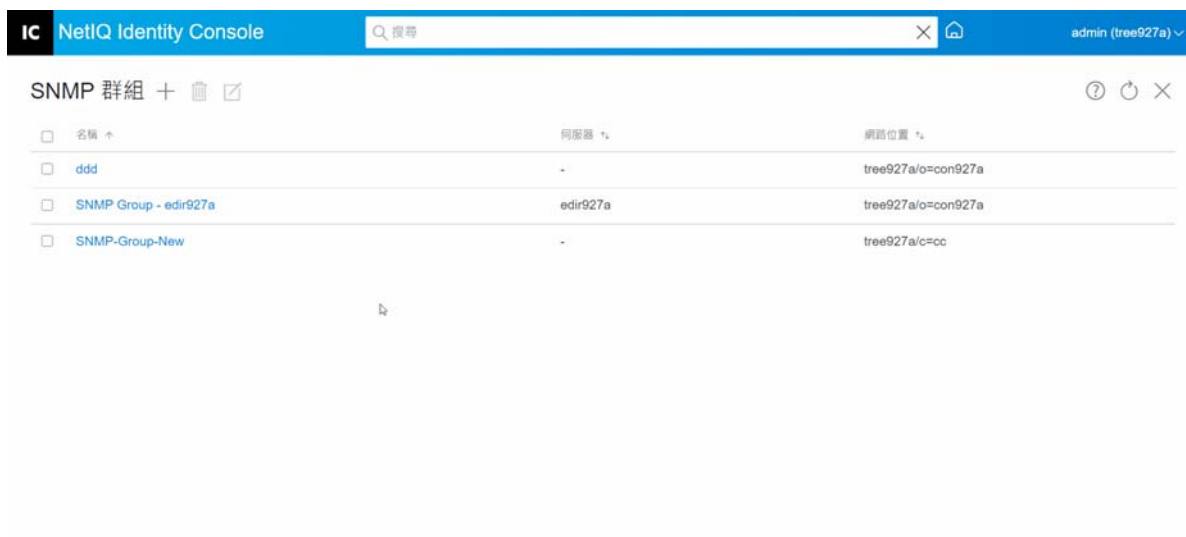 IC NetIQ Identity Console 搜尋 admin (tree927a)
SNMP 群組
名稱 伺服器 網路位置
ddd - tree927a/o=con927a
SNMP Group - edir927a edir927a tree927a/o=con927a
SNMP-Group-New - tree927a/c=cc